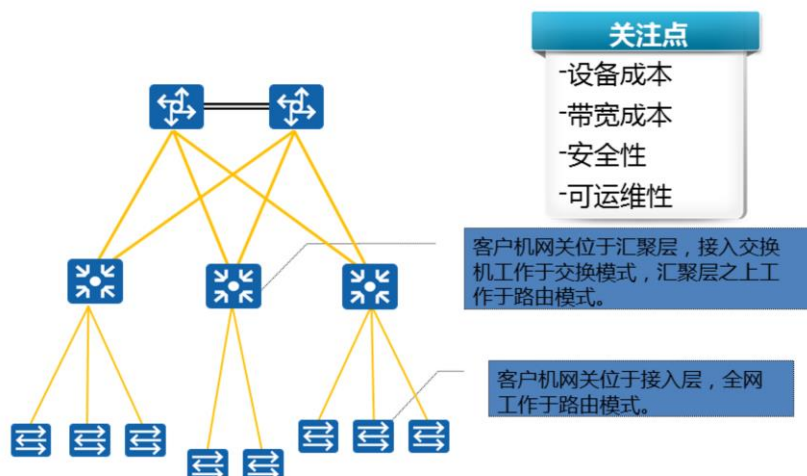 关注点
-设备成本
-带宽成本
-安全性
-可运维性
客户机网关位于汇聚层，接入交换
机工作于交换模式，汇聚层之上工
作于路由模式。
客户机网关位于接入层，全网
工作于路由模式。